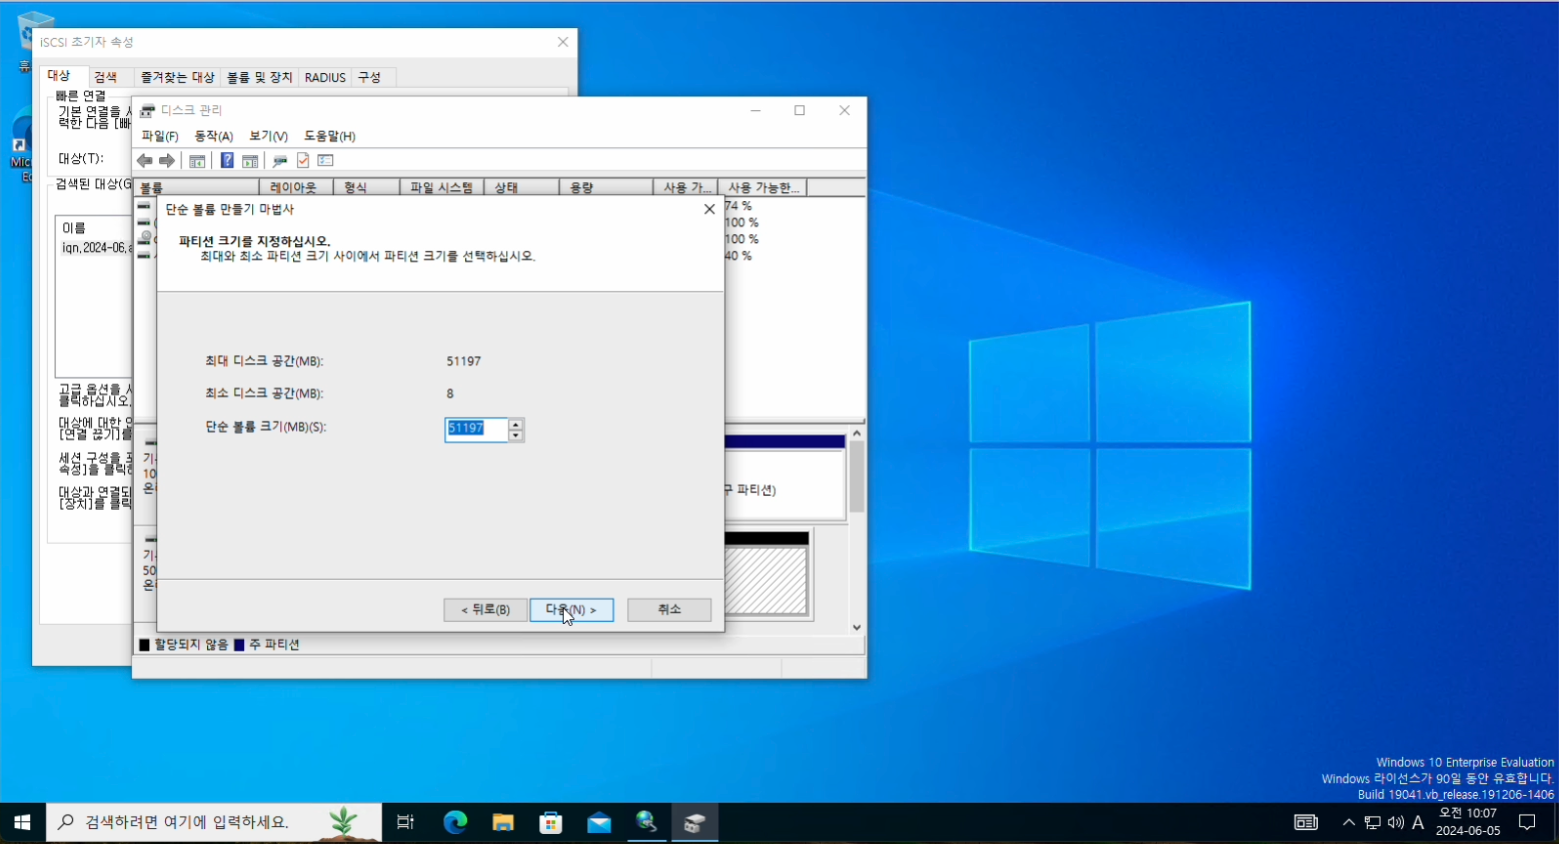 iSCSI 초기자 속성
대상 검색 즐겨찾는 대상 볼륨 및 장치 RADIUS 구성
빠른 연결
기본 연결을
력한 다음 [빠
대상(T):
검색된 대상(G
이름
iqn.2024-06.a
고급 옵션을
클릭하십시오.
대상에 대한
[연결 끊기]를
세션 구성을
속성]을 클릭
대상과 연결되
[장치]를 클릭
디스크 관리
파일(F) 동작(A) 보기(V) 도움말(H)
볼륨 레이아웃 형식 파일 시스템 상태 용량 사용 가... 사용 가능한...
74 %
100 %
100 %
40 %
단순 볼륨 만들기 마법사
파티션 크기를 지정하십시오.
최대와 최소 파티션 크기 사이에서 파티션 크기를 선택하십시오.
최대 디스크 공간(MB): 51197
최소 디스크 공간(MB): 8
단순 볼륨 크기(MB)(S): 51197
< 뒤로(B) 다음(N) > 취소
구 파티션)
기
10
온
기
50
온
할당되지 않음 주 파티션
Windows 10 Enterprise Evaluation
Windows 라이선스가 90일 동안 유효합니다.
Build 19041.vb_release.191206-1406
검색하려면 여기에 입력하세요.
A
오전 10:07
2024-06-05